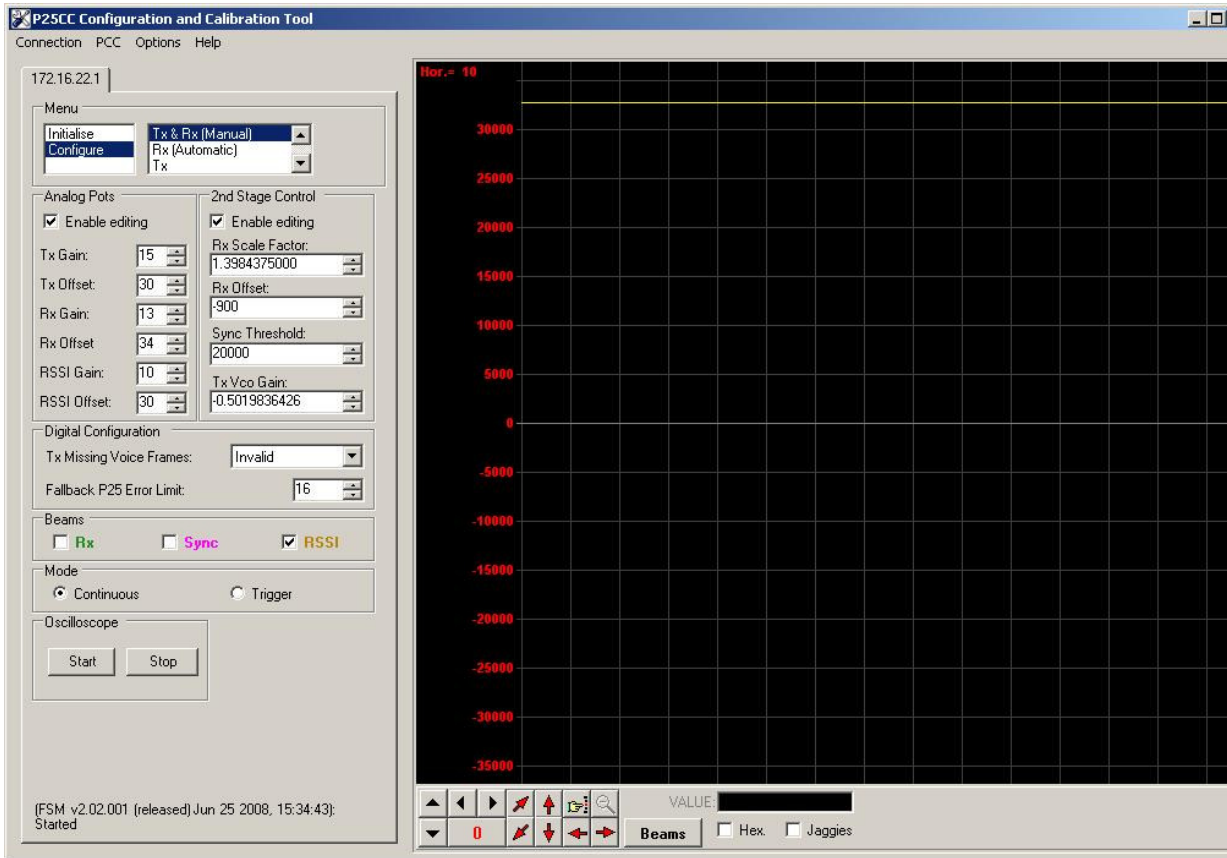 P25CC Configuration and Calibration Tool
Connection PCC Options Help
172.16.22.1
Menu
Initialise
Configure
Tx & Rx (Manual)
Rx (Automatic)
Tx
Analog Pots
Enable editing
Tx Gain: 15
Tx Offset: 30
Rx Gain: 13
Rx Offset 34
RSSI Gain: 10
RSSI Offset: 30
2nd Stage Control
Enable editing
Rx Scale Factor:
1.3984375000
Rx Offset:
-900
Sync Threshold:
20000
Tx Vco Gain:
-0.5019836426
Digital Configuration
Tx Missing Voice Frames: Invalid
Fallback P25 Error Limit: 16
Beams
Rx Sync RSSI
Mode
Continuous Trigger
Oscilloscope
Start Stop
(FSM v2.02.001 (released) Jun 25 2008, 15:34:43):
Started
Hor.= 10
30000
25000
20000
15000
10000
5000
0
-5000
-10000
-15000
-20000
-25000
-30000
-35000
0
VALUE:
Beams Hex. Jaggies